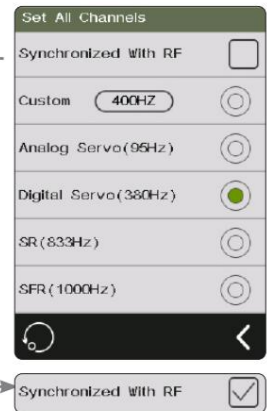 Set All Channels
Synchronized With RF
Custom 400HZ
Analog Servo(95Hz)
Digital Servo(380Hz)
SR(833Hz)
SFR(1000Hz)
Synchronized With RF